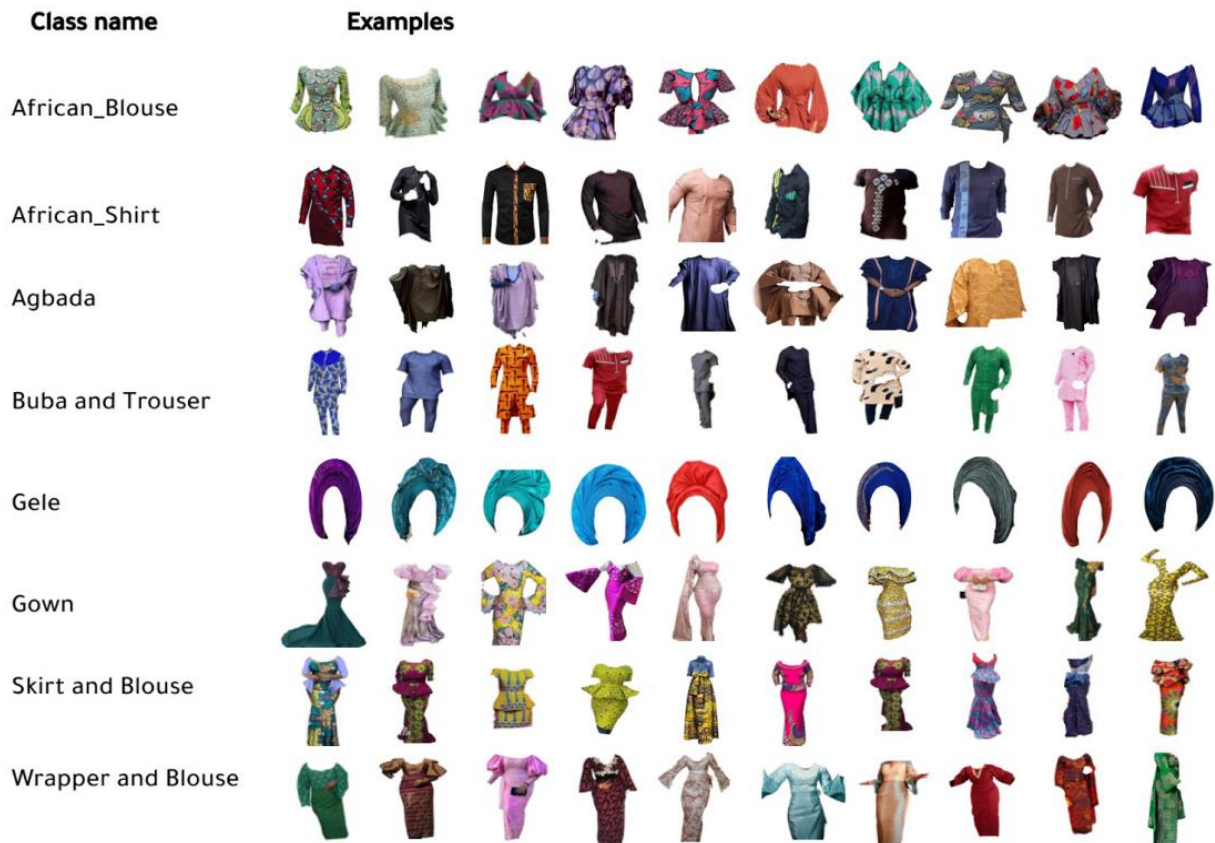 Class name Examples
African_Blouse
African_Shirt
Agbada
Buba and Trouser
Gele
Gown
Skirt and Blouse
Wrapper and Blouse